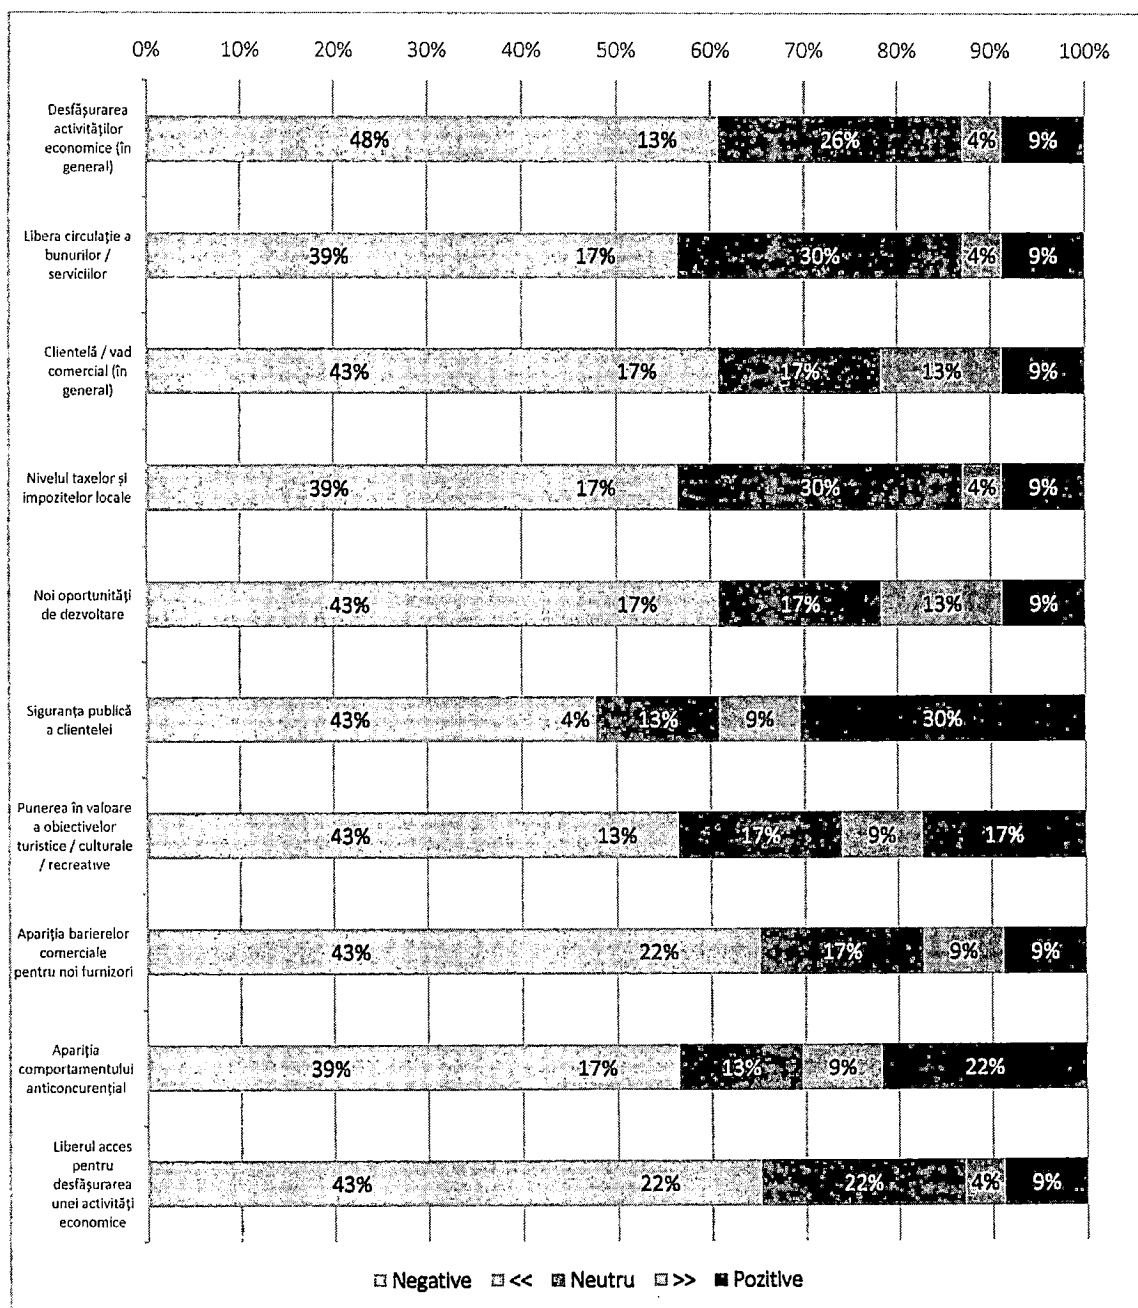 0% 10% 20% 30% 40% 50% 60% 70% 80% 90% 100%
Desfășurarea
activităților
economice (în
general)
48% 13% 26% 4% 9%
Libera circulație a
bunurilor /
serviciilor
39% 17% 30% 4% 9%
Clientelă / vad
comercial (în
general)
43% 17% 17% 13% 9%
Nivelul taxelor și
impozitelor locale
39% 17% 30% 4% 9%
Noi oportunități
de dezvoltare
43% 17% 17% 13% 9%
Siguranța publică
a clientelei
43% 4% 13% 9% 30%
Punerea în valoare
a obiectivelor
turistice / culturale
/ recreative
43% 13% 17% 9% 17%
Apariția barierelor
comerciale
pentru noi furnizori
43% 22% 17% 9% 9%
Apariția
comportamentului
anticoncurențial
39% 17% 13% 9% 22%
Liberul acces
pentru
desfășurarea
unei activități
economice
43% 22% 22% 4% 9%
Negative << Neutru >> Pozitive